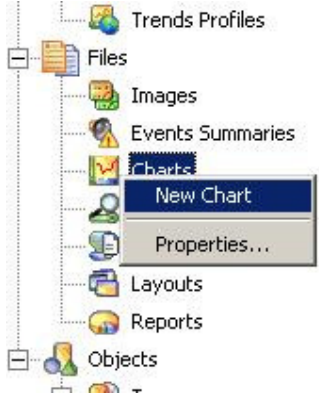 Trends Profiles
Files
Images
Events Summaries
Charts
New Chart
Properties...
Layouts
Reports
Objects